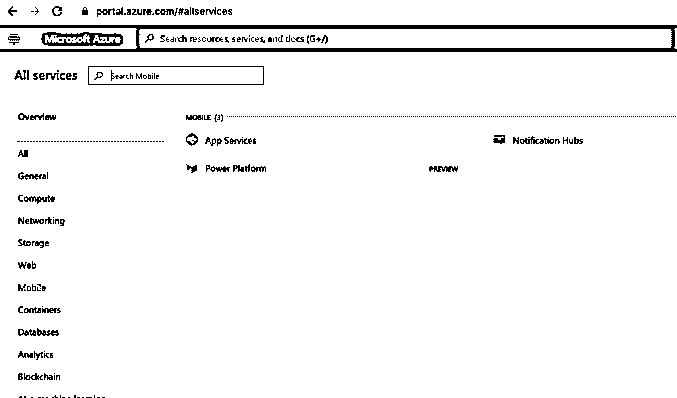 portal.azure.com/#allservices
Microsoft Azure
Search resources, services, and docs (G+/)
All services
Search Mobile
Overview
MOBILE (3)
App Services
Notification Hubs
Power Platform
PREVIEW
All
General
Compute
Networking
Storage
Web
Mobile
Containers
Databases
Analytics
Blockchain